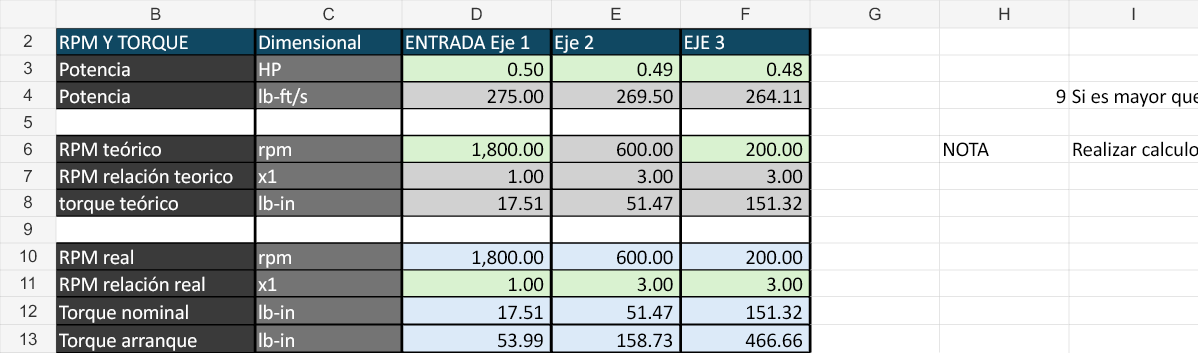 B C D E F G H I
2 RPM Y TORQUE Dimensional ENTRADA Eje 1 Eje 2 EJE 3
3 Potencia HP 0.50 0.49 0.48
4 Potencia lb-ft/s 275.00 269.50 264.11 9 Si es mayor que
5
6 RPM teórico rpm 1,800.00 600.00 200.00 NOTA Realizar calculo
7 RPM relación teorico x1 1.00 3.00 3.00
8 torque teórico lb-in 17.51 51.47 151.32
9
10 RPM real rpm 1,800.00 600.00 200.00
11 RPM relación real x1 1.00 3.00 3.00
12 Torque nominal lb-in 17.51 51.47 151.32
13 Torque arranque lb-in 53.99 158.73 466.66